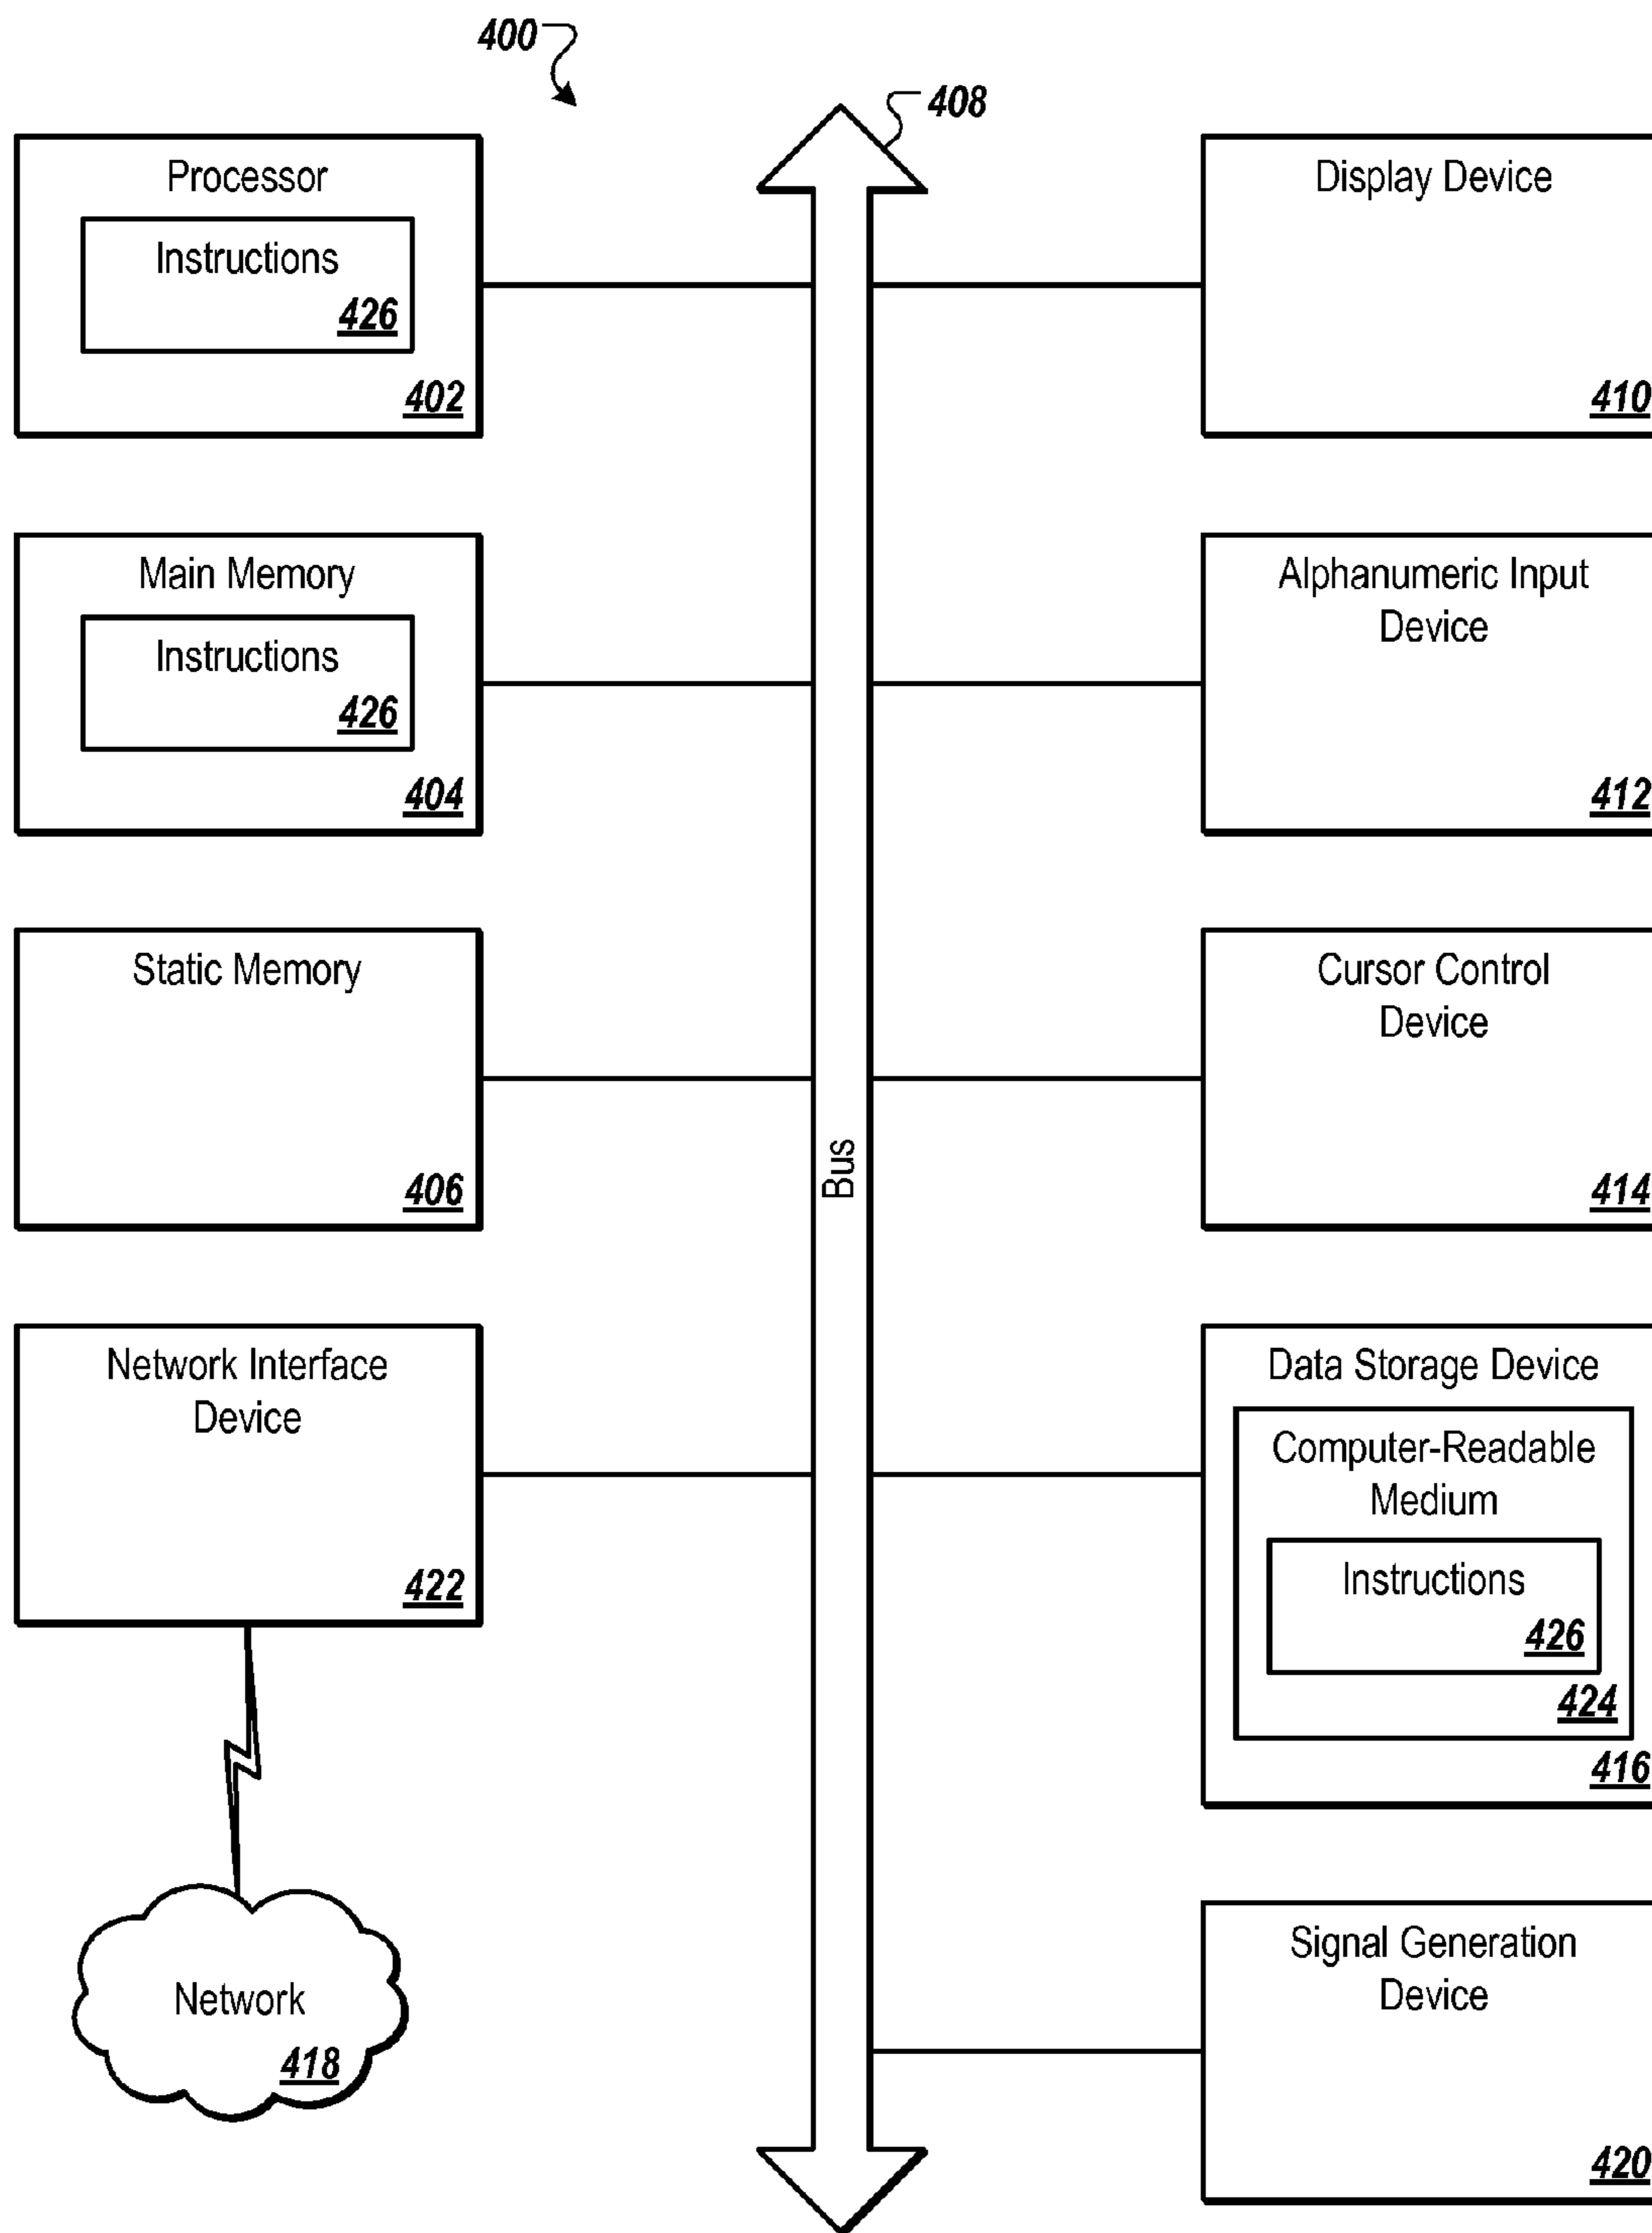 400
408
Processor
Instructions
426
402
Display Device
410
Main Memory
Instructions
426
404
Alphanumeric Input
Device
412
Static Memory
406
Cursor Control
Device
414
Bus
Network Interface
Device
422
Data Storage Device
Computer-Readable
Medium
Instructions
426
424
416
Network
418
Signal Generation
Device
420